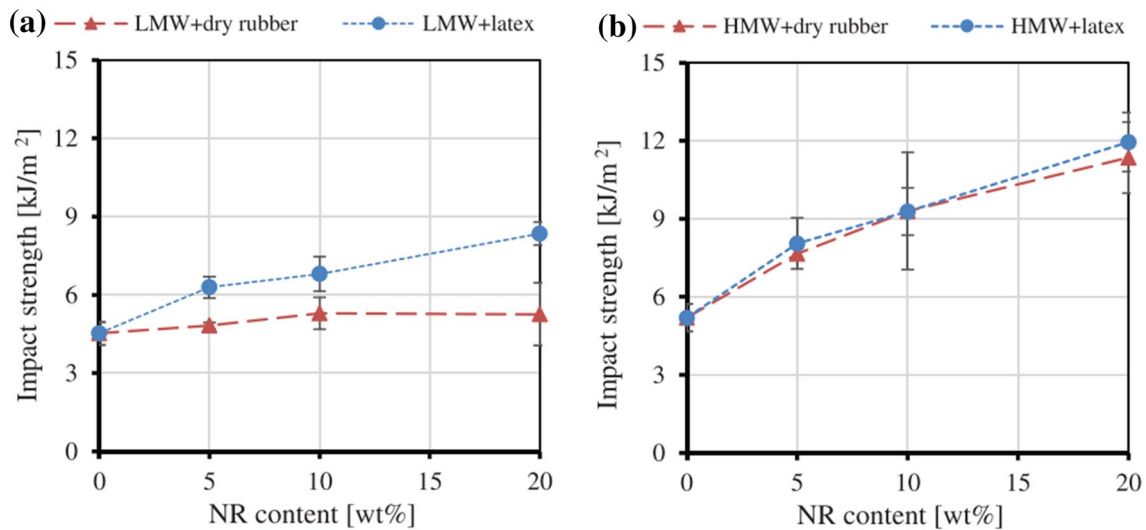 (a)
LMW+dry rubber
LMW+latex
Impact strength [kJ/m 2]
15
12
9
6
3
0
0 5 10 15 20
NR content [wt%]
(b)
HMW+dry rubber
HMW+latex
Impact strength [kJ/m 2]
15
12
9
6
3
0
0 5 10 15 20
NR content [wt%]